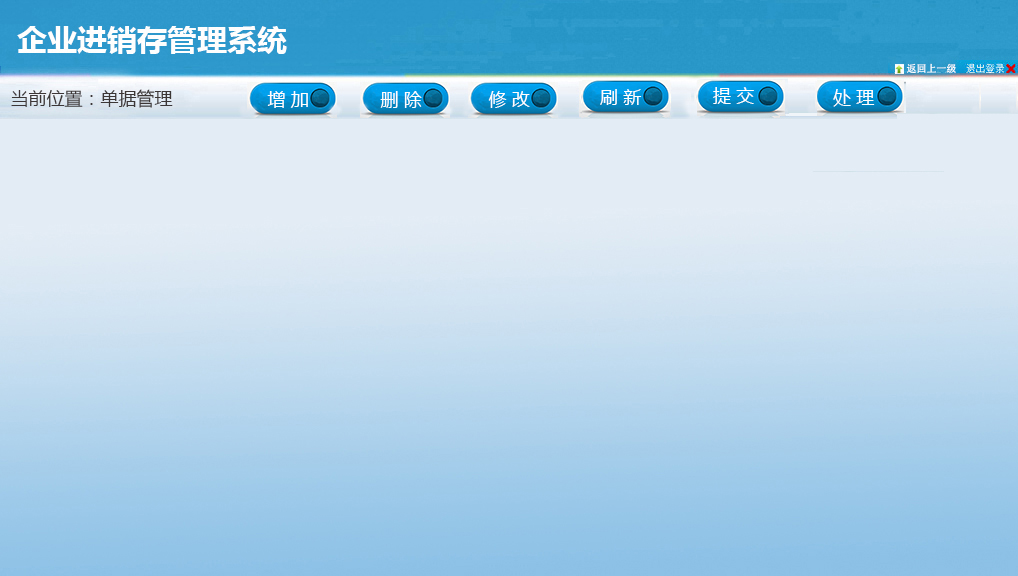 企业进销存管理系统
返回上一级 退出登录
当前位置：单据管理 增加 删除 修改 刷新 提交 处理